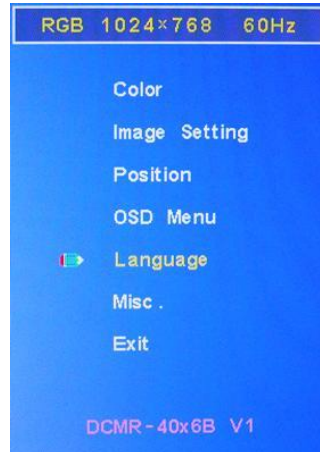 RGB 1024×768 60Hz
Color
Image Setting
Position
OSD Menu
Language
Misc.
Exit
DCMR-40x6B V1